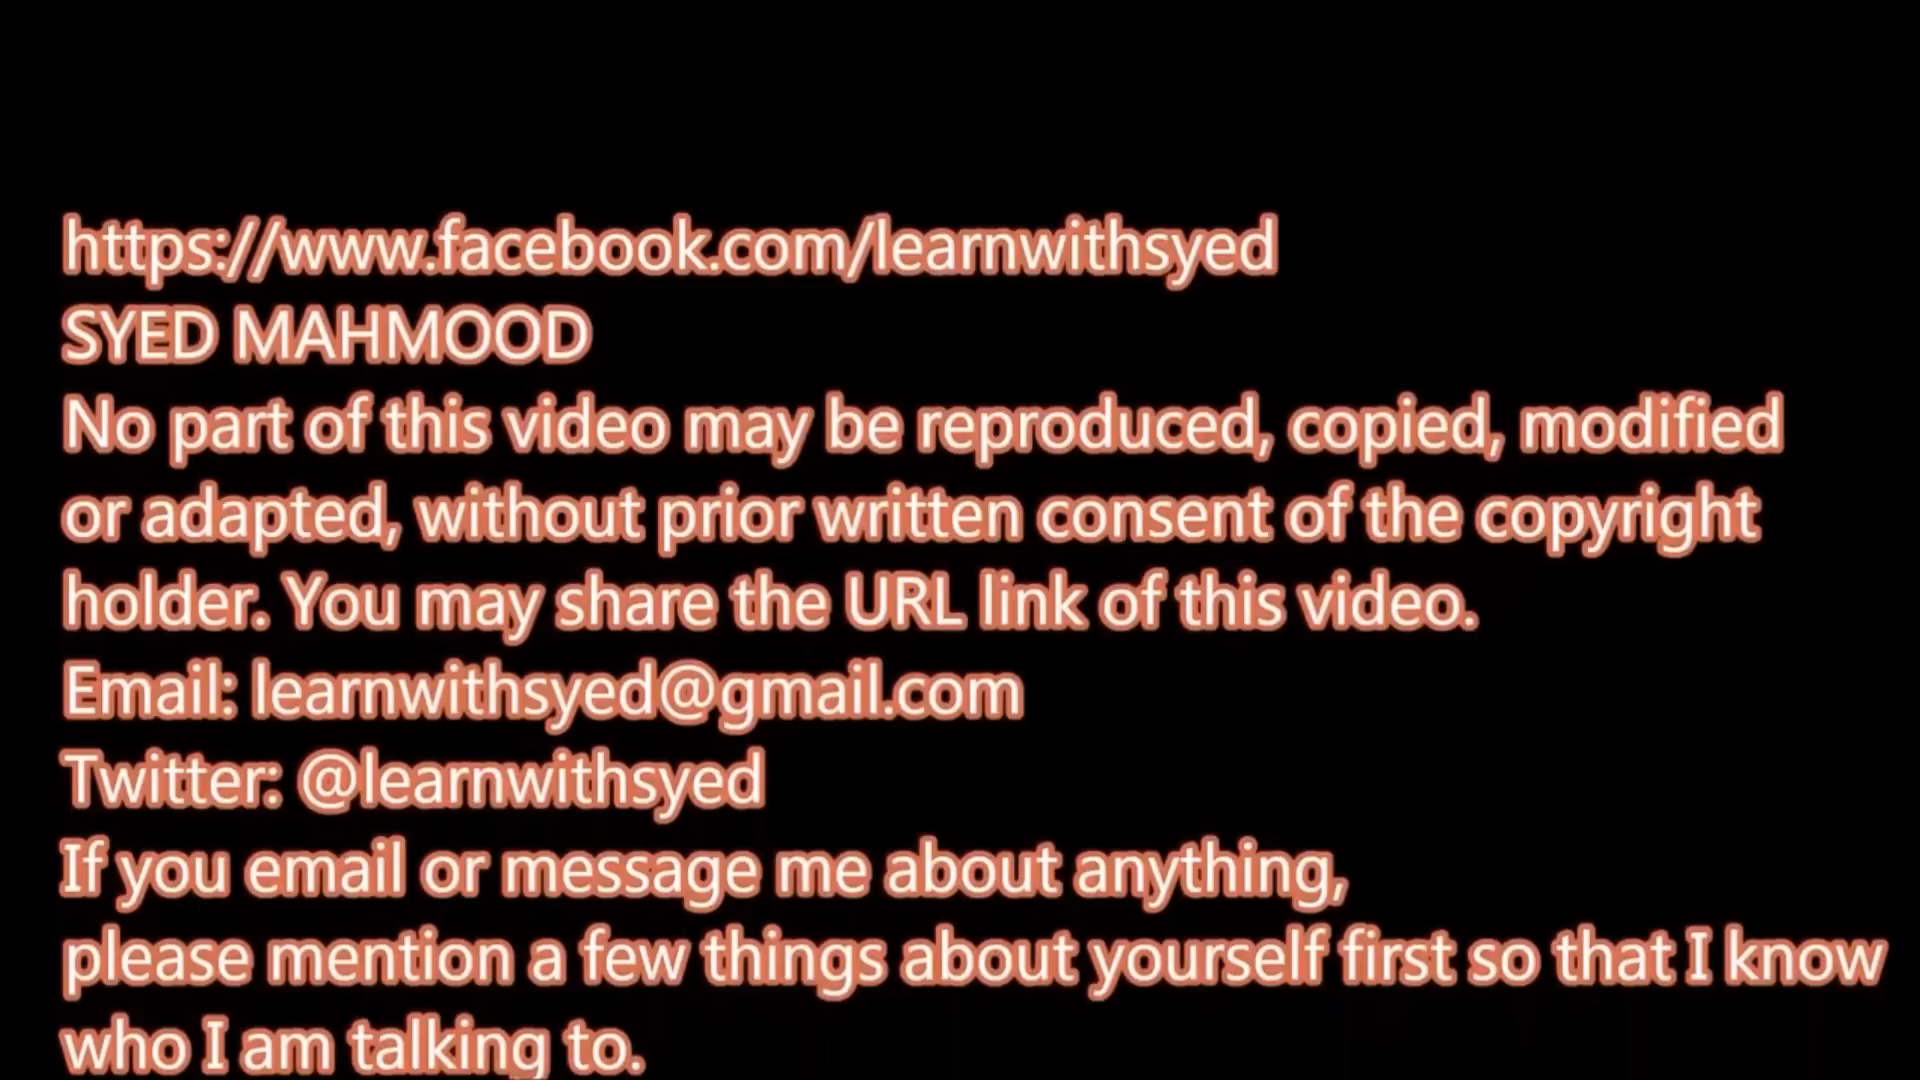 https://www.facebook.com/learnwithsyed
SYED MAHMOOD
No part of this video may be reproduced, copied, modified
or adapted, without prior written consent of the copyright
holder. You may share the URL link of this video.
Email: learnwithsyed@gmail.com
Twitter: @learnwithsyed
If you email or message me about anything,
please mention a few things about yourself first so that I know
who I am talking to.